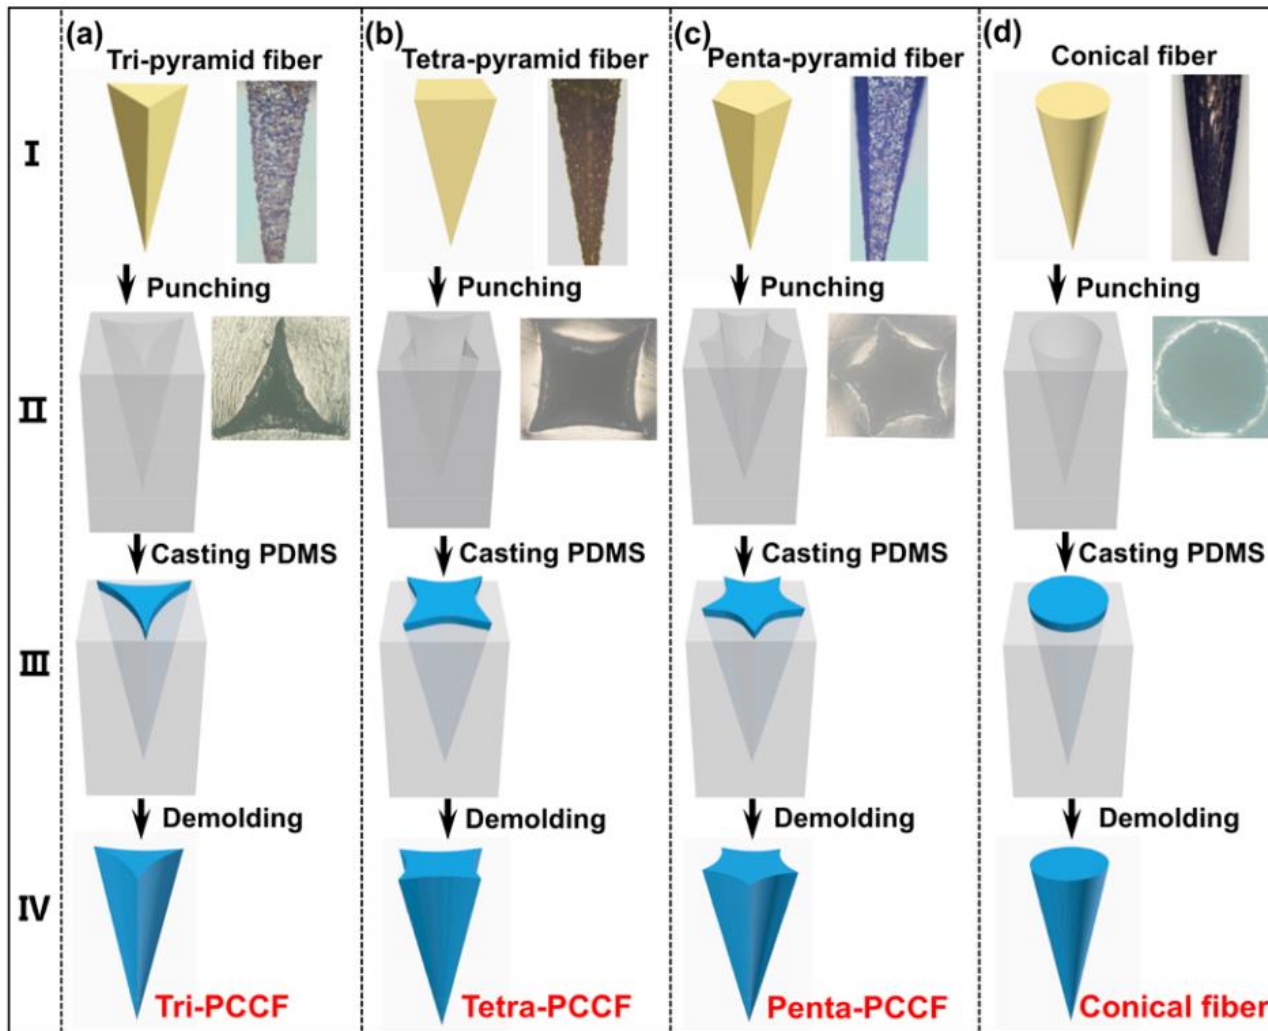 (a)
(b)
(c)
(d)
Tri-pyramid fiber
Tetra-pyramid fiber
Penta-pyramid fiber
Conical fiber
I
Punching
Punching
Punching
Punching
II
Casting PDMS
Casting PDMS
Casting PDMS
Casting PDMS
III
Demolding
Demolding
Demolding
Demolding
IV
Tri-PCCF
Tetra-PCCF
Penta-PCCF
Conical fiber